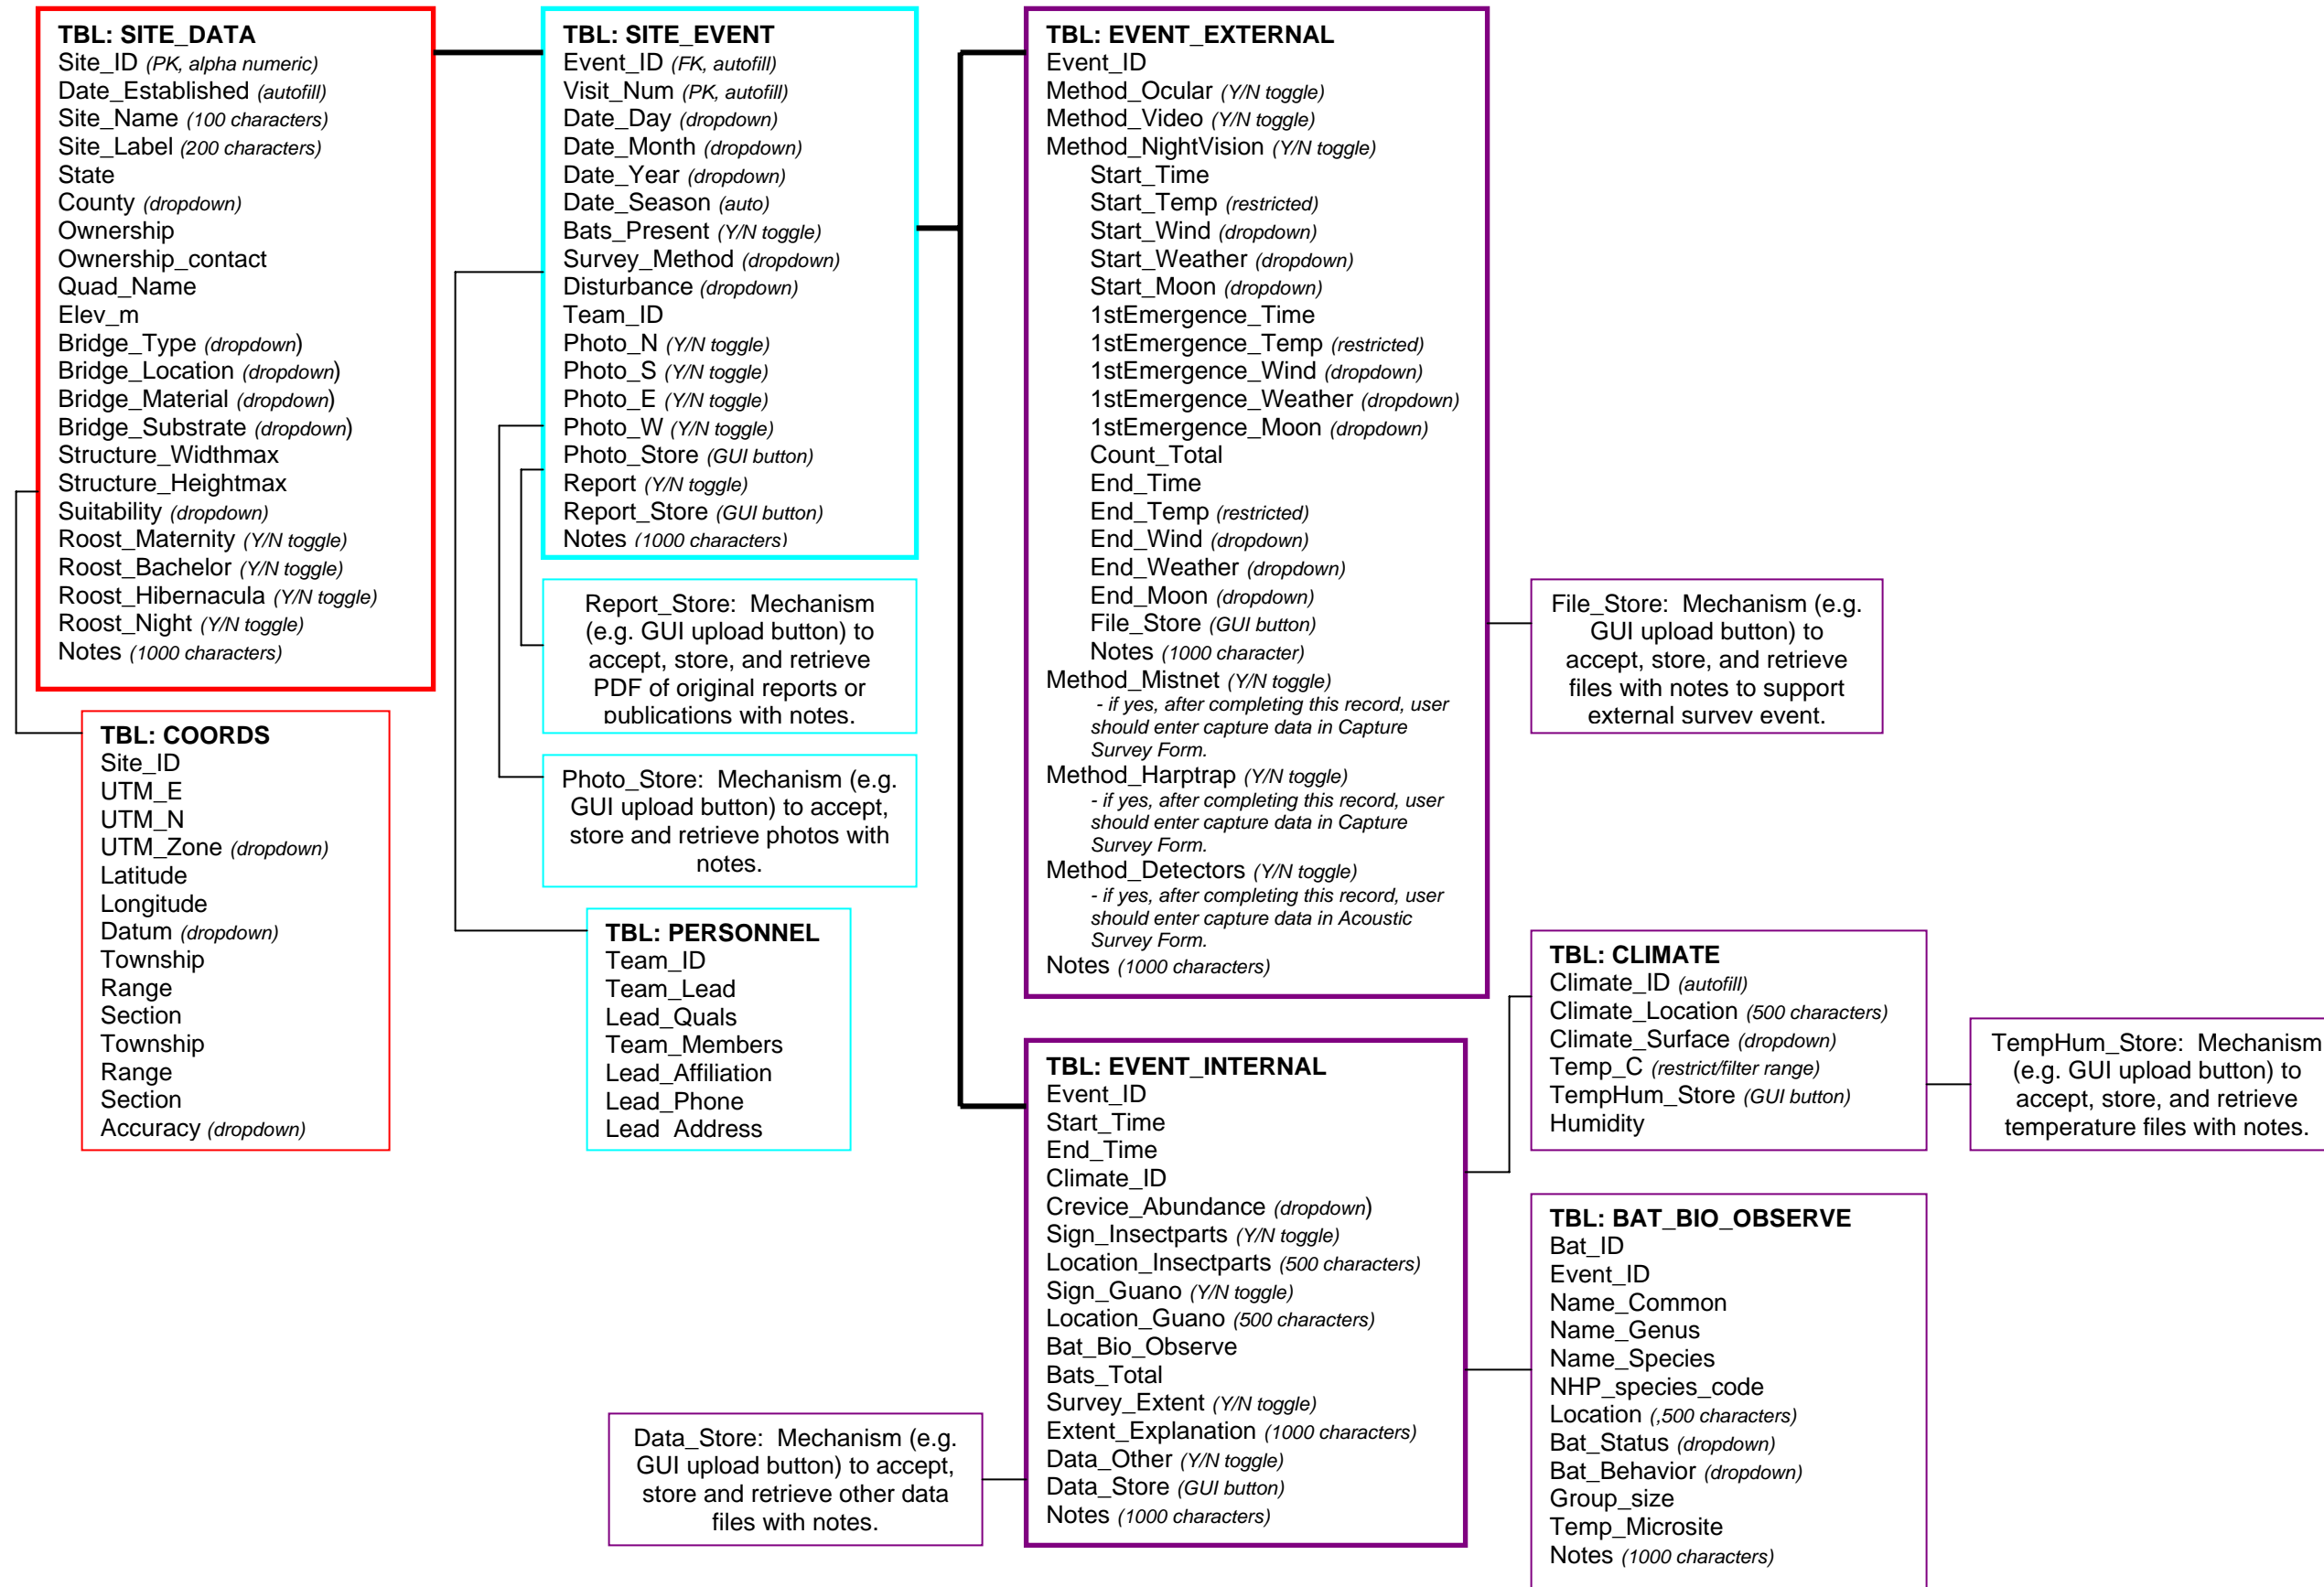 TBL: SITE_DATA
Site_ID (PK, alpha numeric)
Date_Established (autofill)
Site_Name (100 characters)
Site_Label (200 characters)
State
County (dropdown)
Ownership
Ownership_contact
Quad_Name
Elev_m
Bridge_Type (dropdown)
Bridge_Location (dropdown)
Bridge_Material (dropdown)
Bridge_Substrate (dropdown)
Structure_Widthmax
Structure_Heightmax
Suitability (dropdown)
Roost_Maternity (Y/N toggle)
Roost_Bachelor (Y/N toggle)
Roost_Hibernacula (Y/N toggle)
Roost_Night (Y/N toggle)
Notes (1000 characters)
TBL: COORDS
Site_ID
UTM_E
UTM_N
UTM_Zone (dropdown)
Latitude
Longitude
Datum (dropdown)
Township
Range
Section
Township
Range
Section
Accuracy (dropdown)
TBL: SITE_EVENT
Event_ID (FK, autofill)
Visit_Num (PK, autofill)
Date_Day (dropdown)
Date_Month (dropdown)
Date_Year (dropdown)
Date_Season (auto)
Bats_Present (Y/N toggle)
Survey_Method (dropdown)
Disturbance (dropdown)
Team_ID
Photo_N (Y/N toggle)
Photo_S (Y/N toggle)
Photo_E (Y/N toggle)
Photo_W (Y/N toggle)
Photo_Store (GUI button)
Report (Y/N toggle)
Report_Store (GUI button)
Notes (1000 characters)
Report_Store: Mechanism
(e.g. GUI upload button) to
accept, store, and retrieve
PDF of original reports or
publications with notes.
Photo_Store: Mechanism (e.g.
GUI upload button) to accept,
store and retrieve photos with
notes.
TBL: PERSONNEL
Team_ID
Team_Lead
Lead_Quals
Team_Members
Lead_Affiliation
Lead_Phone
Lead_Address
TBL: EVENT_EXTERNAL
Event_ID
Method_Ocular (Y/N toggle)
Method_Video (Y/N toggle)
Method_NightVision (Y/N toggle)
Start_Time
Start_Temp (restricted)
Start_Wind (dropdown)
Start_Weather (dropdown)
Start_Moon (dropdown)
1stEmergence_Time
1stEmergence_Temp (restricted)
1stEmergence_Wind (dropdown)
1stEmergence_Weather (dropdown)
1stEmergence_Moon (dropdown)
Count_Total
End_Time
End_Temp (restricted)
End_Wind (dropdown)
End_Weather (dropdown)
End_Moon (dropdown)
File_Store (GUI button)
Notes (1000 character)
Method_Mistnet (Y/N toggle)
- if yes, after completing this record, user
should enter capture data in Capture
Survey Form.
Method_Harptrap (Y/N toggle)
- if yes, after completing this record, user
should enter capture data in Capture
Survey Form.
Method_Detectors (Y/N toggle)
- if yes, after completing this record, user
should enter capture data in Acoustic
Survey Form.
Notes (1000 characters)
File_Store: Mechanism (e.g.
GUI upload button) to
accept, store, and retrieve
files with notes to support
external survey event.
TBL: EVENT_INTERNAL
Event_ID
Start_Time
End_Time
Climate_ID
Crevice_Abundance (dropdown)
Sign_Insectparts (Y/N toggle)
Location_Insectparts (500 characters)
Sign_Guano (Y/N toggle)
Location_Guano (500 characters)
Bat_Bio_Observe
Bats_Total
Survey_Extent (Y/N toggle)
Extent_Explanation (1000 characters)
Data_Other (Y/N toggle)
Data_Store (GUI button)
Notes (1000 characters)
Data_Store: Mechanism (e.g.
GUI upload button) to accept,
store and retrieve other data
files with notes.
TBL: CLIMATE
Climate_ID (autofill)
Climate_Location (500 characters)
Climate_Surface (dropdown)
Temp_C (restrict/filter range)
TempHum_Store (GUI button)
Humidity
TempHum_Store: Mechanism
(e.g. GUI upload button) to
accept, store, and retrieve
temperature files with notes.
TBL: BAT_BIO_OBSERVE
Bat_ID
Event_ID
Name_Common
Name_Genus
Name_Species
NHP_species_code
Location (,500 characters)
Bat_Status (dropdown)
Bat_Behavior (dropdown)
Group_size
Temp_Microsite
Notes (1000 characters)